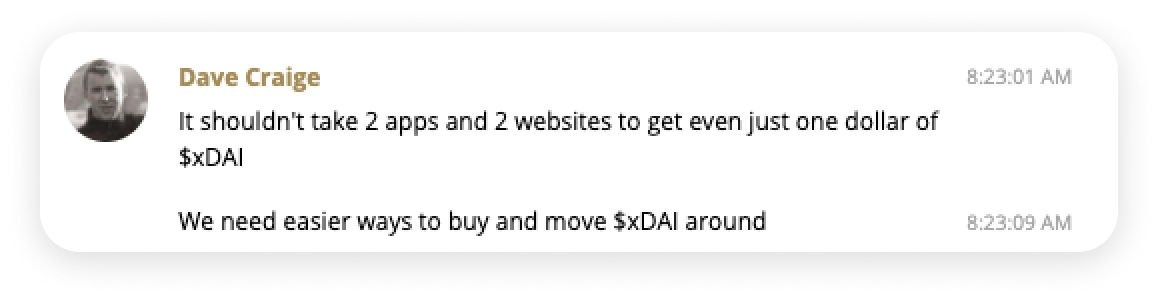 Dave Craige 8:23:01 AM
It shouldn't take 2 apps and 2 websites to get even just one dollar of
$xDAI
We need easier ways to buy and move $xDAI around 8:23:09 AM